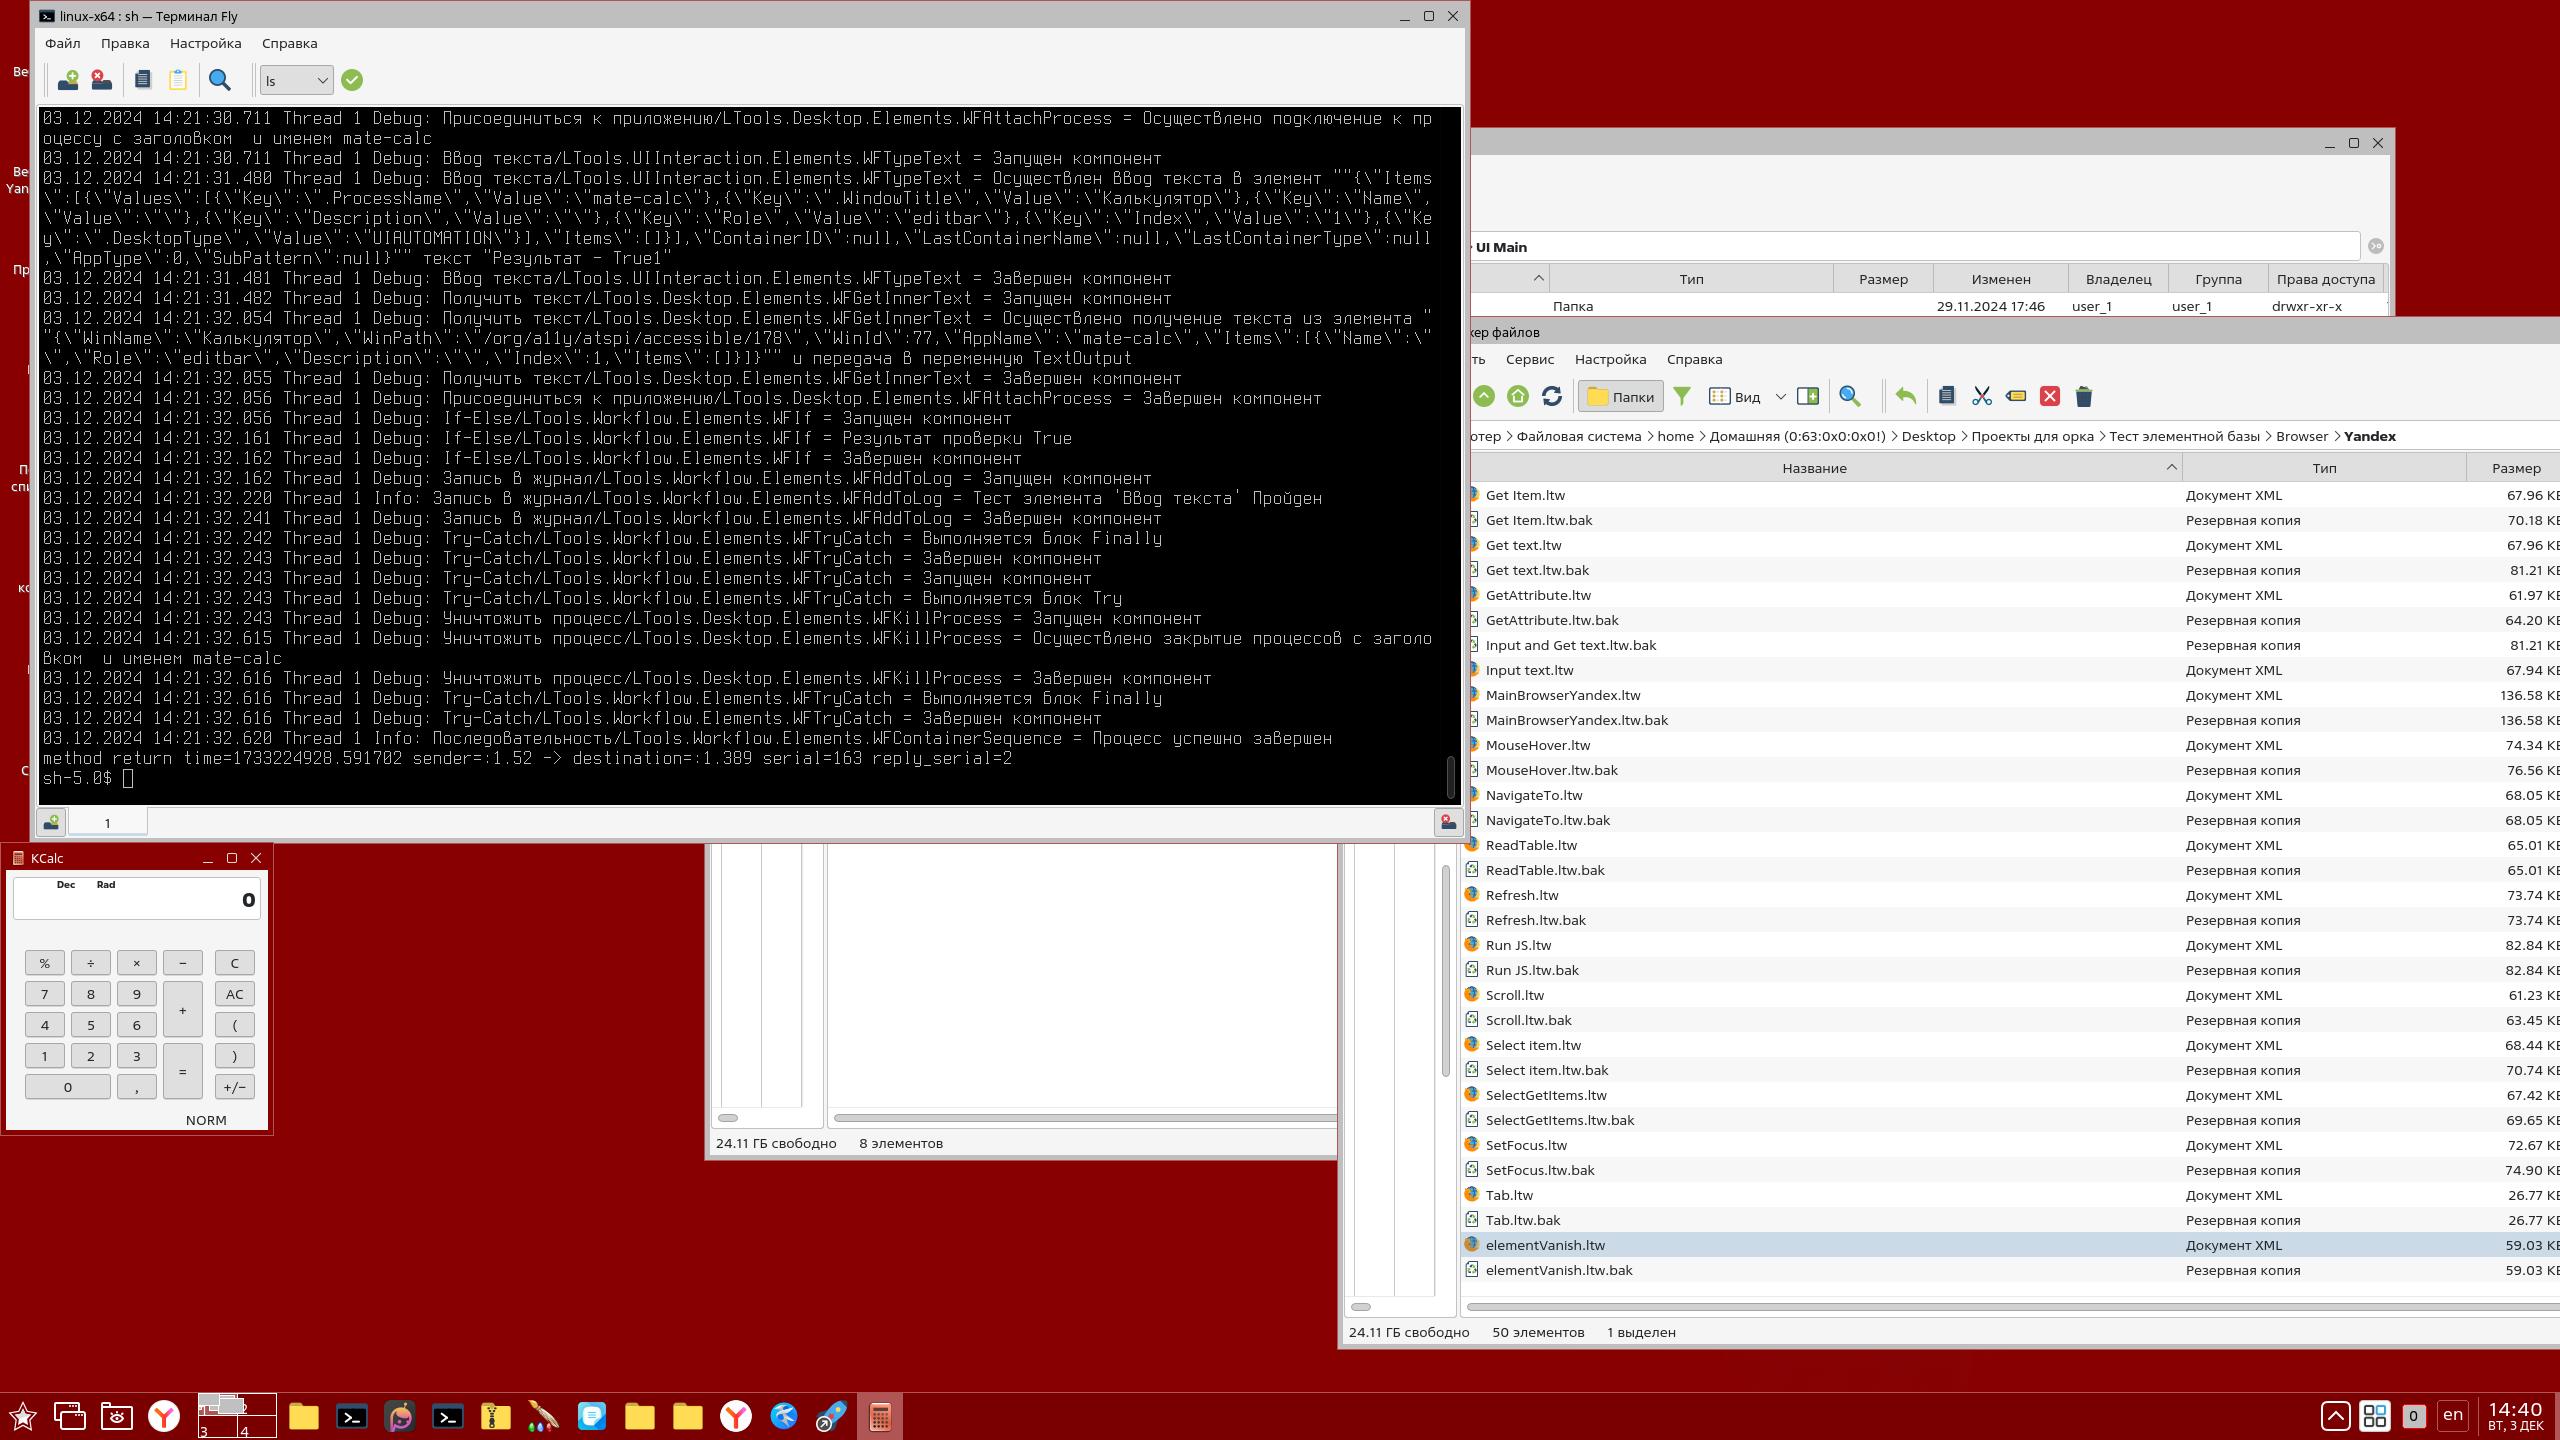 linux-x64 : sh — Терминал Fly
Файл Правка Настройка Справка
ls
03.12.2024 14:21:30.711 Thread 1 Debug: Присоединиться к приложению/LTools.Desktop.Elements.WFAttachProcess = Осуществлено подключение к пр
оцессу с заголовком  и именем mate-calc
03.12.2024 14:21:30.711 Thread 1 Debug: Ввод текста/LTools.UIInteraction.Elements.WFTypeText = Запущен компонент
03.12.2024 14:21:31.480 Thread 1 Debug: Ввод текста/LTools.UIInteraction.Elements.WFTypeText = Осуществлен ввод текста в элемент ""{\"Items
\":[{\"Values\":[{\"Key\":\".ProcessName\",\"Value\":\"mate-calc\"},{\"Key\":\".WindowTitle\",\"Value\":\"Калькулятор\"},{\"Key\":\"Name\",
\"Value\":\"\"},{\"Key\":\"Description\",\"Value\":\"\"},{\"Key\":\"Role\",\"Value\":\"editbar\"},{\"Key\":\"Index\",\"Value\":\"1\"},{\"Ke
y\":\".DesktopType\",\"Value\":\"UIAUTOMATION\"}],\"Items\":[]}],\"ContainerID\":null,\"LastContainerName\":null,\"LastContainerType\":null
,\"AppType\":0,\"SubPattern\":null}"" текст "Результат - True1"
03.12.2024 14:21:31.481 Thread 1 Debug: Ввод текста/LTools.UIInteraction.Elements.WFTypeText = Завершен компонент
03.12.2024 14:21:31.482 Thread 1 Debug: Получить текст/LTools.Desktop.Elements.WFGetInnerText = Запущен компонент
03.12.2024 14:21:32.054 Thread 1 Debug: Получить текст/LTools.Desktop.Elements.WFGetInnerText = Осуществлено получение текста из элемента "
"{\"WinName\":\"Калькулятор\",\"WinPath\":\"/org/a11y/atspi/accessible/178\",\"WinId\":77,\"AppName\":\"mate-calc\",\"Items\":[{\"Name\":\"
\",\"Role\":\"editbar\",\"Description\":\"\",\"Index\":1,\"Items\":[]}]}"" и передача в переменную TextOutput
03.12.2024 14:21:32.055 Thread 1 Debug: Получить текст/LTools.Desktop.Elements.WFGetInnerText = Завершен компонент
03.12.2024 14:21:32.056 Thread 1 Debug: Присоединиться к приложению/LTools.Desktop.Elements.WFAttachProcess = Завершен компонент
03.12.2024 14:21:32.056 Thread 1 Debug: If-Else/LTools.Workflow.Elements.WFIf = Запущен компонент
03.12.2024 14:21:32.161 Thread 1 Debug: If-Else/LTools.Workflow.Elements.WFIf = Результат проверки True
03.12.2024 14:21:32.162 Thread 1 Debug: If-Else/LTools.Workflow.Elements.WFIf = Завершен компонент
03.12.2024 14:21:32.162 Thread 1 Debug: Запись в журнал/LTools.Workflow.Elements.WFAddToLog = Запущен компонент
03.12.2024 14:21:32.220 Thread 1 Info: Запись в журнал/LTools.Workflow.Elements.WFAddToLog = Тест элемента 'Ввод текста' Пройден
03.12.2024 14:21:32.241 Thread 1 Debug: Запись в журнал/LTools.Workflow.Elements.WFAddToLog = Завершен компонент
03.12.2024 14:21:32.242 Thread 1 Debug: Try-Catch/LTools.Workflow.Elements.WFTryCatch = Выполняется блок Finally
03.12.2024 14:21:32.243 Thread 1 Debug: Try-Catch/LTools.Workflow.Elements.WFTryCatch = Завершен компонент
03.12.2024 14:21:32.243 Thread 1 Debug: Try-Catch/LTools.Workflow.Elements.WFTryCatch = Запущен компонент
03.12.2024 14:21:32.243 Thread 1 Debug: Try-Catch/LTools.Workflow.Elements.WFTryCatch = Выполняется блок Try
03.12.2024 14:21:32.243 Thread 1 Debug: Уничтожить процесс/LTools.Desktop.Elements.WFKillProcess = Запущен компонент
03.12.2024 14:21:32.615 Thread 1 Debug: Уничтожить процесс/LTools.Desktop.Elements.WFKillProcess = Осуществлено закрытие процессов с заголо
вком  и именем mate-calc
03.12.2024 14:21:32.616 Thread 1 Debug: Уничтожить процесс/LTools.Desktop.Elements.WFKillProcess = Завершен компонент
03.12.2024 14:21:32.616 Thread 1 Debug: Try-Catch/LTools.Workflow.Elements.WFTryCatch = Выполняется блок Finally
03.12.2024 14:21:32.616 Thread 1 Debug: Try-Catch/LTools.Workflow.Elements.WFTryCatch = Завершен компонент
03.12.2024 14:21:32.620 Thread 1 Info: Последовательность/LTools.Workflow.Elements.WFContainerSequence = Процесс успешно завершен
method return time=1733224928.591702 sender=:1.52 -> destination=:1.389 serial=163 reply_serial=2
sh-5.0$
1
UI Main
Тип Размер Изменен Владелец Группа Права доступа
Папка 29.11.2024 17:46 user_1 user_1 drwxr-xr-x
кер файлов
ть Сервис Настройка Справка
Папки Вид
ютер Файловая система home Домашняя (0:63:0x0:0x0!) Desktop Проекты для орка Тест элементной базы Browser Yandex
Название Тип Размер
Get Item.ltw Документ XML 67.96 КБ
Get Item.ltw.bak Резервная копия 70.18 КБ
Get text.ltw Документ XML 67.96 КБ
Get text.ltw.bak Резервная копия 81.21 КБ
GetAttribute.ltw Документ XML 61.97 КБ
GetAttribute.ltw.bak Резервная копия 64.20 КБ
Input and Get text.ltw.bak Резервная копия 81.21 КБ
Input text.ltw Документ XML 67.94 КБ
MainBrowserYandex.ltw Документ XML 136.58 КБ
MainBrowserYandex.ltw.bak Резервная копия 136.58 КБ
MouseHover.ltw Документ XML 74.34 КБ
MouseHover.ltw.bak Резервная копия 76.56 КБ
NavigateTo.ltw Документ XML 68.05 КБ
NavigateTo.ltw.bak Резервная копия 68.05 КБ
ReadTable.ltw Документ XML 65.01 КБ
ReadTable.ltw.bak Резервная копия 65.01 КБ
Refresh.ltw Документ XML 73.74 КБ
Refresh.ltw.bak Резервная копия 73.74 КБ
Run JS.ltw Документ XML 82.84 КБ
Run JS.ltw.bak Резервная копия 82.84 КБ
Scroll.ltw Документ XML 61.23 КБ
Scroll.ltw.bak Резервная копия 63.45 КБ
Select item.ltw Документ XML 68.44 КБ
Select item.ltw.bak Резервная копия 70.74 КБ
SelectGetItems.ltw Документ XML 67.42 КБ
SelectGetItems.ltw.bak Резервная копия 69.65 КБ
SetFocus.ltw Документ XML 72.67 КБ
SetFocus.ltw.bak Резервная копия 74.90 КБ
Tab.ltw Документ XML 26.77 КБ
Tab.ltw.bak Резервная копия 26.77 КБ
elementVanish.ltw Документ XML 59.03 КБ
elementVanish.ltw.bak Резервная копия 59.03 КБ
24.11 ГБ свободно 50 элементов 1 выделен
24.11 ГБ свободно 8 элементов
KCalc
Dec Rad
0
% ÷ × − C
7 8 9 + AC
4 5 6 (
1 2 3 = )
0 , +/−
NORM
2
3 4
0 en 14:40
ВТ, 3 ДЕК